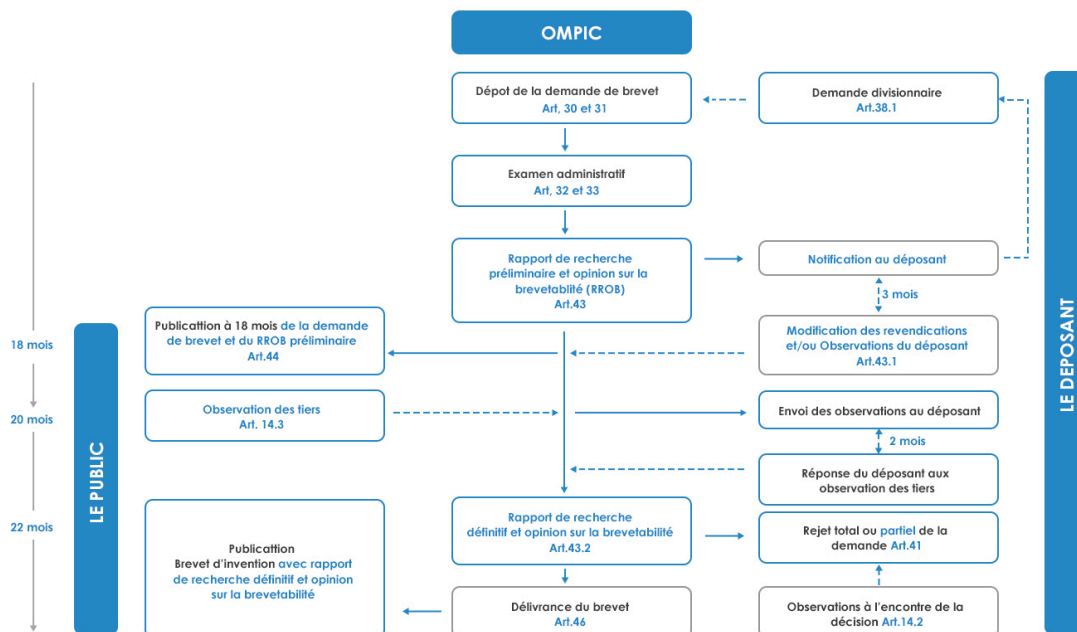 OMPIC
Dépot de la demande de brevet
Art, 30 et 31
Demande divisionnaire
Art.38.1
Examen administratif
Art, 32 et 33
Rapport de recherche
préliminaire et opinion sur la
brevetablité (RROB)
Art.43
Notification au déposant
3 mois
Publicattion à 18 mois de la demande
de brevet et du RROB préliminaire
Art.44
Modification des revendications
et/ou Observations du déposant
Art.43.1
18 mois
Observation des tiers
Art. 14.3
Envoi des observations au déposant
20 mois
2 mois
Réponse du déposant aux
observation des tiers
22 mois
Rapport de recherche
définitif et opinion sur la brevetabilité
Art.43.2
Rejet total ou partiel de la
demande Art.41
Publicattion
Brevet d'invention avec rapport
de recherche définitif et opinion
sur la brevetabilité
Délivrance du brevet
Art.46
Observations à l'encontre de la
décision Art.14.2
LE PUBLIC
LE DEPOSANT